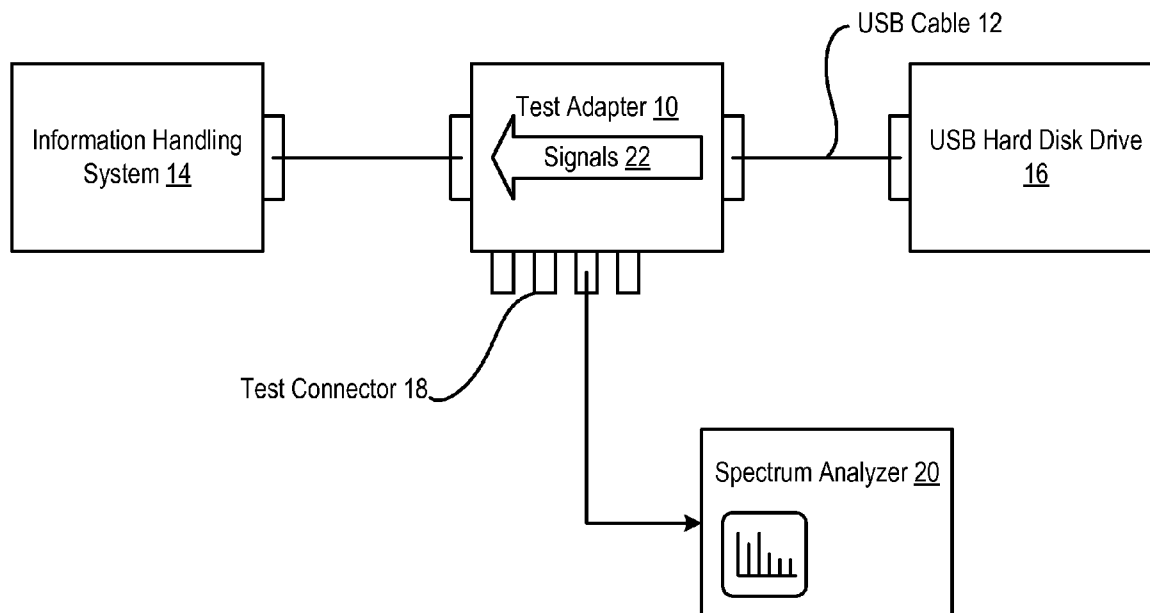 USB Cable 12
Information Handling
System 14
Test Adapter 10
Signals 22
USB Hard Disk Drive
16
Test Connector 18
Spectrum Analyzer 20